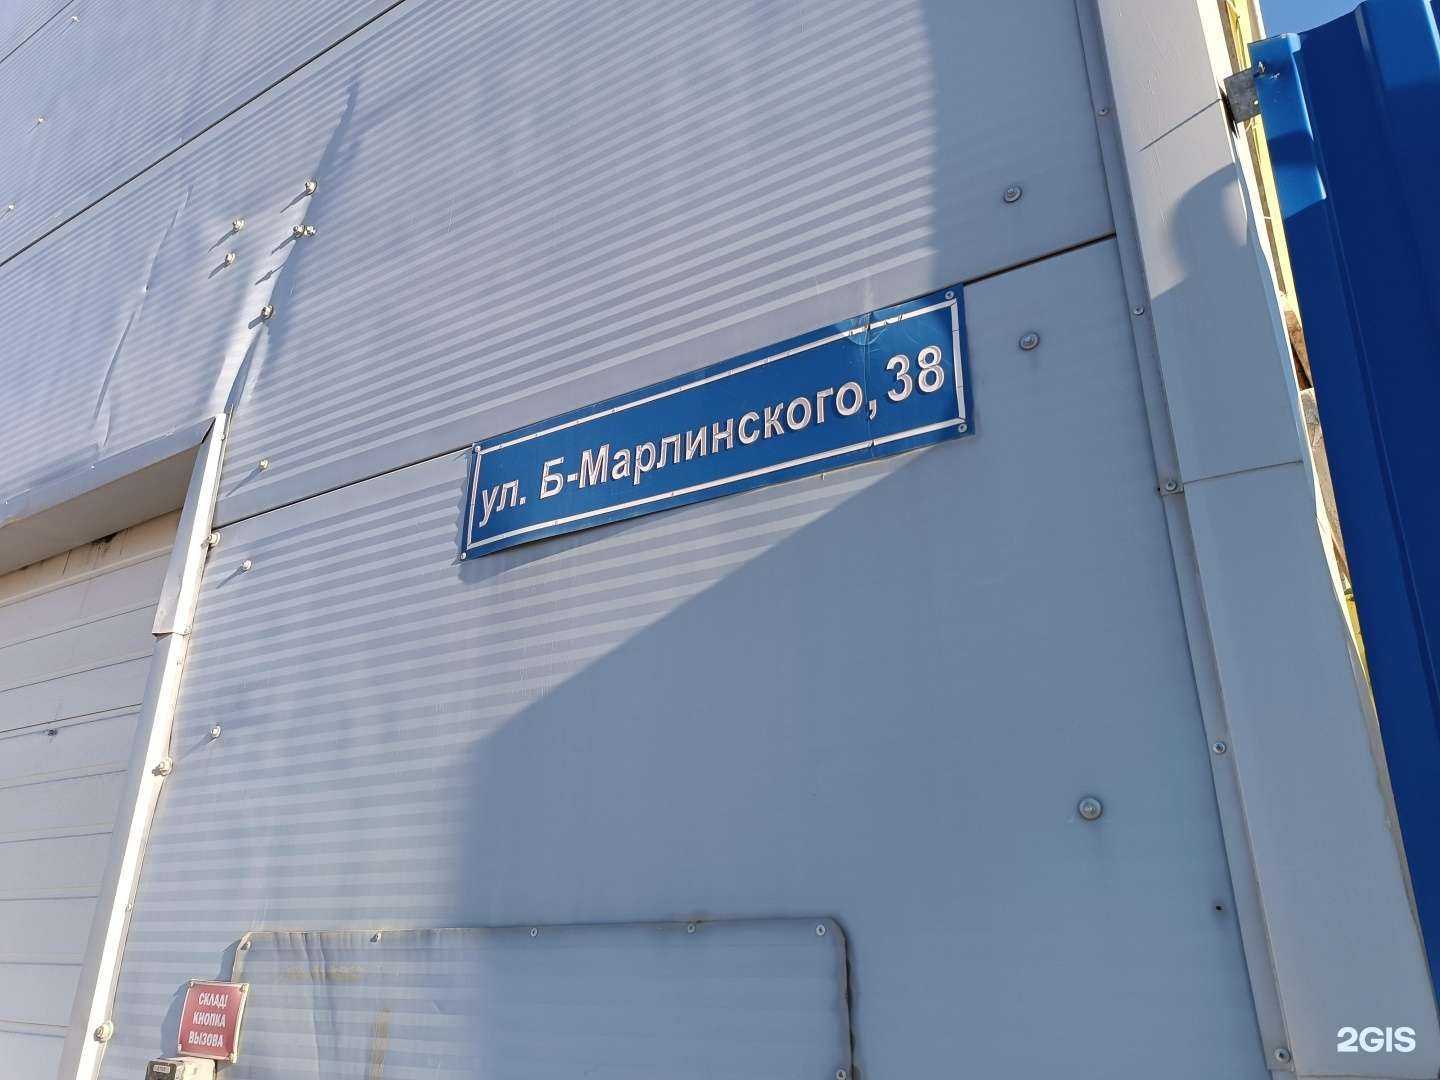 ул. Б-Марлинского, 38
СКЛАД!
КНОПКА
ВЫЗОВА
2GIS